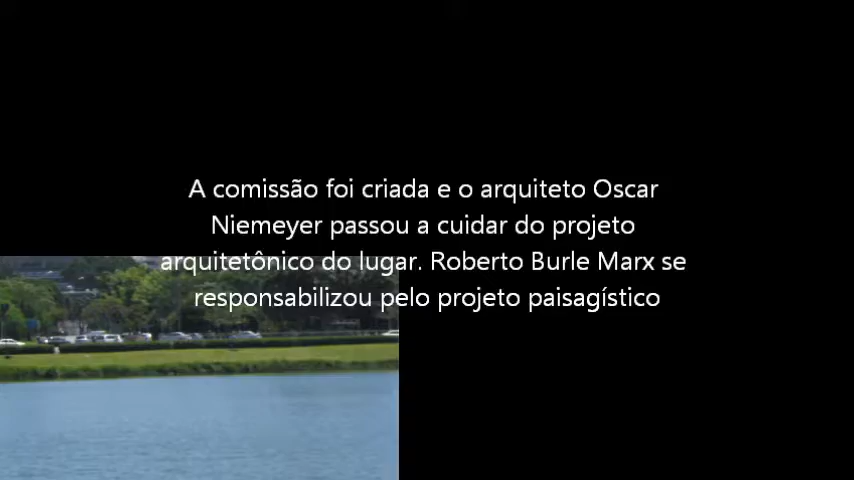 A comissão foi criada e o arquiteto Oscar
Niemeyer passou a cuidar do projeto
arquitetônico do lugar. Roberto Burle Marx se
responsabilizou pelo projeto paisagístico